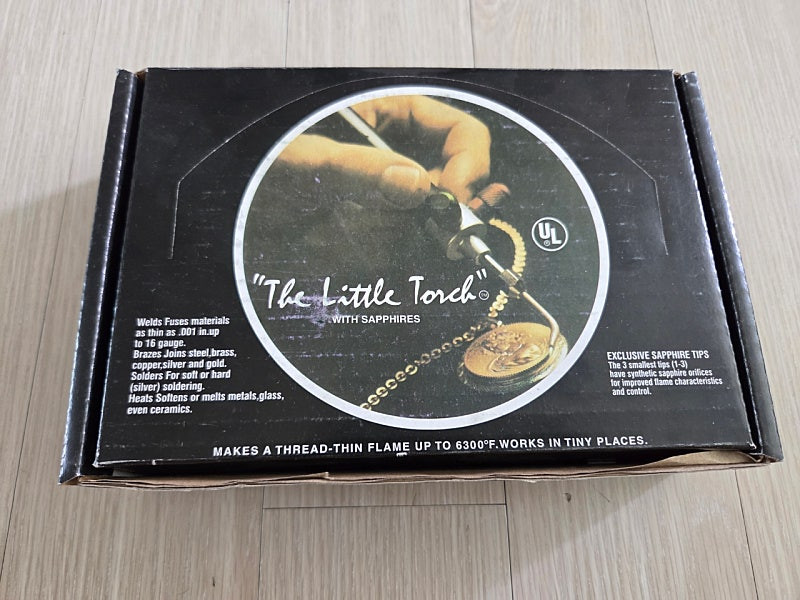 UL
®
"The Little Torch"
TM
WITH SAPPHIRES
Welds Fuses materials
as thin as .001 in.up
to 16 gauge.
Brazes Joins steel,brass,
copper,silver and gold.
Solders For soft or hard
(silver) soldering.
Heats Softens or melts metals,glass,
even ceramics.
EXCLUSIVE SAPPHIRE TIPS
The 3 smallest tips (1-3)
have synthetic sapphire orifices
for improved flame characteristics
and control.
MAKES A THREAD-THIN FLAME UP TO 6300°F.WORKS IN TINY PLACES.